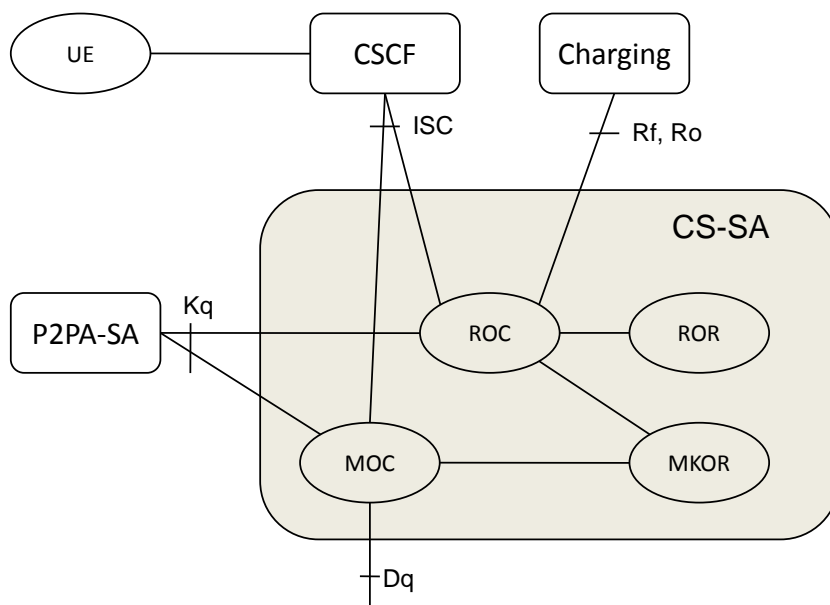 UE
CSCF
Charging
ISC
Rf, Ro
CS-SA
Kq
P2PA-SA
ROC
ROR
MOC
MKOR
Dq